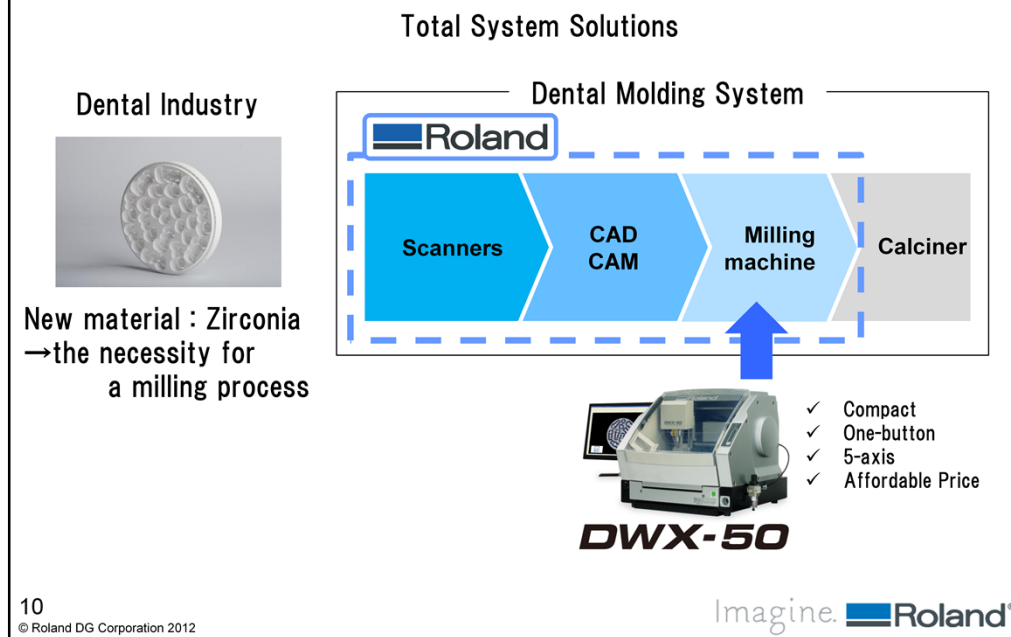 Total System Solutions
Dental Industry
New material : Zirconia
→the necessity for
a milling process
Dental Molding System
Roland
Scanners
CAD
CAM
Milling
machine
Calciner
Roland
✓ Compact
✓ One-button
✓ 5-axis
✓ Affordable Price
DWX-50
10
© Roland DG Corporation 2012
Imagine. Roland®